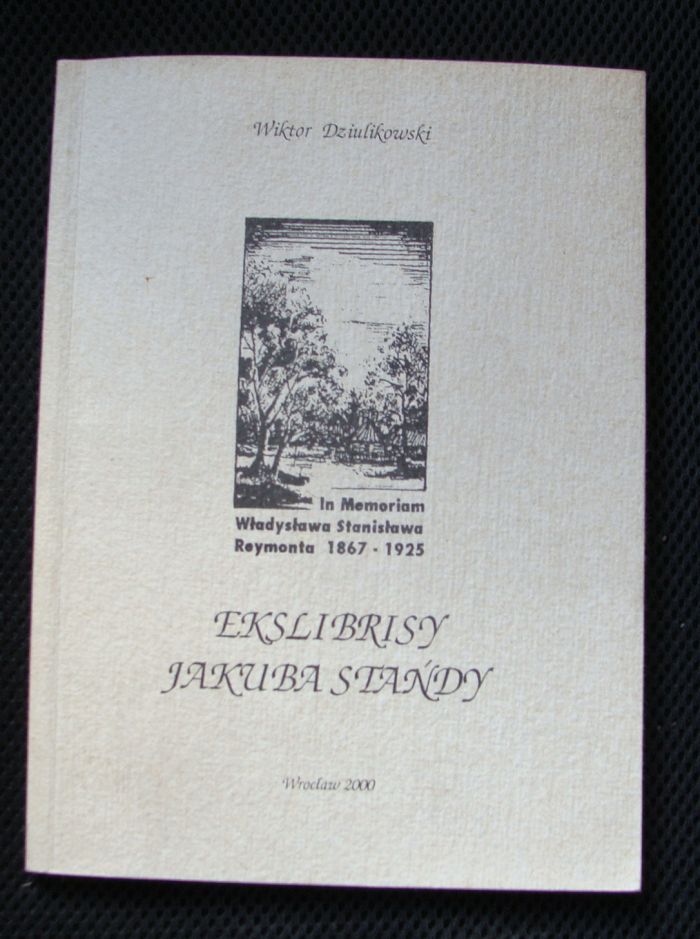 Wiktor Dziulikowski
In Memoriam
Władysława Stanisława
Reymonta 1867 - 1925
EKSLIBRISY
JAKUBA STAŃDY
Wrocław 2000